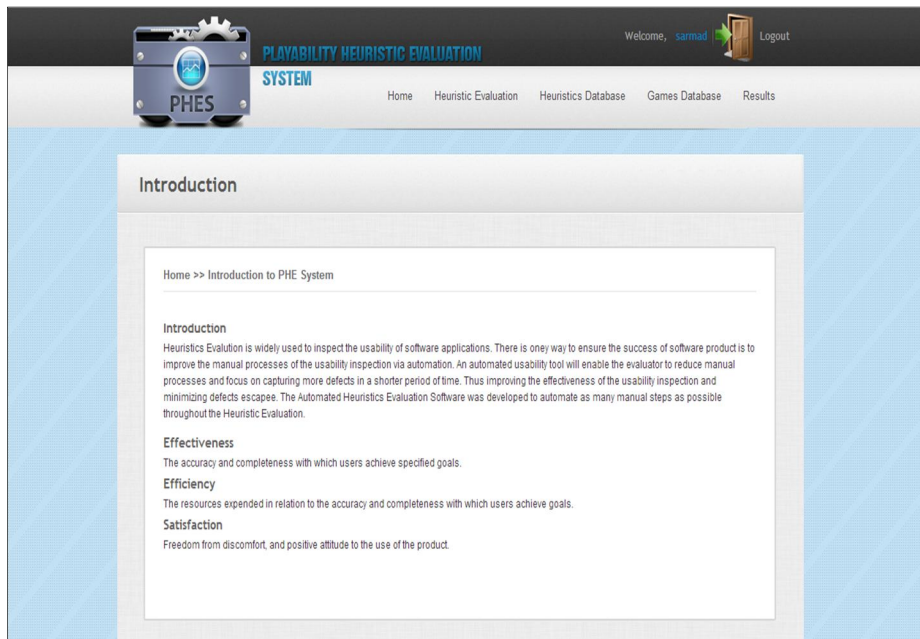 Welcome, sarmad Logout
PLAYABILITY HEURISTIC EVALUATION
SYSTEM
PHES
Home Heuristic Evaluation Heuristics Database Games Database Results
Introduction
Home >> Introduction to PHE System
Introduction
Heuristics Evalution is widely used to inspect the usability of software applications. There is oney way to ensure the success of software product is to
improve the manual processes of the usability inspection via automation. An automated usability tool will enable the evaluator to reduce manual
processes and focus on capturing more defects in a shorter period of time. Thus improving the effectiveness of the usability inspection and
minimizing defects escapee. The Automated Heuristics Evaluation Software was developed to automate as many manual steps as possible
throughout the Heuristic Evaluation.
Effectiveness
The accuracy and completeness with which users achieve specified goals.
Efficiency
The resources expended in relation to the accuracy and completeness with which users achieve goals.
Satisfaction
Freedom from discomfort, and positive attitude to the use of the product.